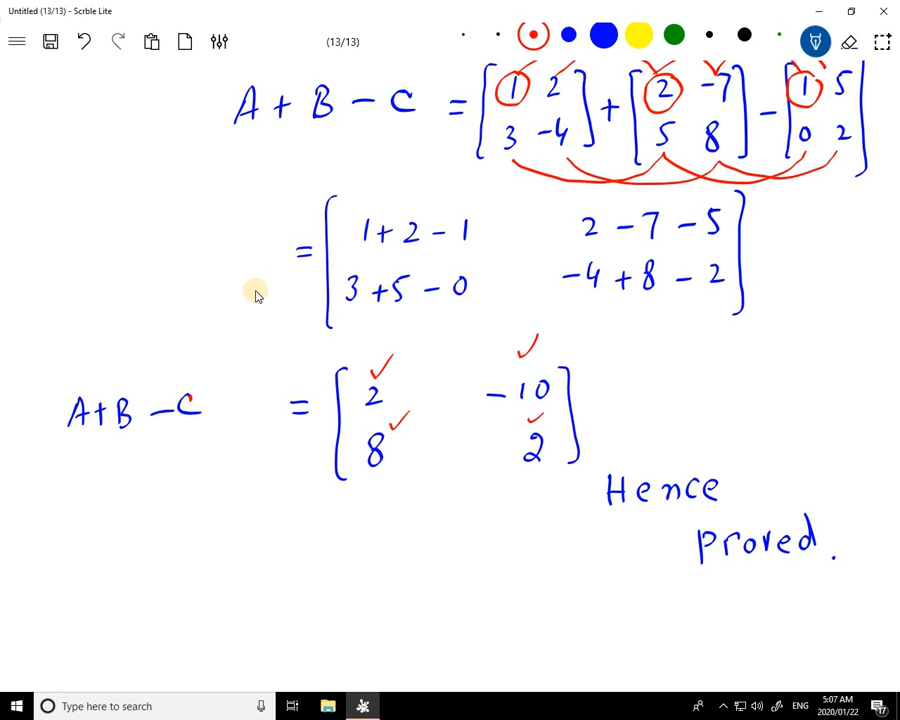 Untitled (13/13) - Scrble Lite
(13/13)
A + B - C = [ 1 2 ] + [ 2 -7 ] - [ 1 5 ]
3 -4 5 8 0 2
= [ 1+2-1 2-7-5 ]
3+5-0 -4+8-2
A+B-C = [ 2 -10 ]
8 2
Hence
Proved.
Type here to search
ENG
5:07 AM
2020/01/22
17